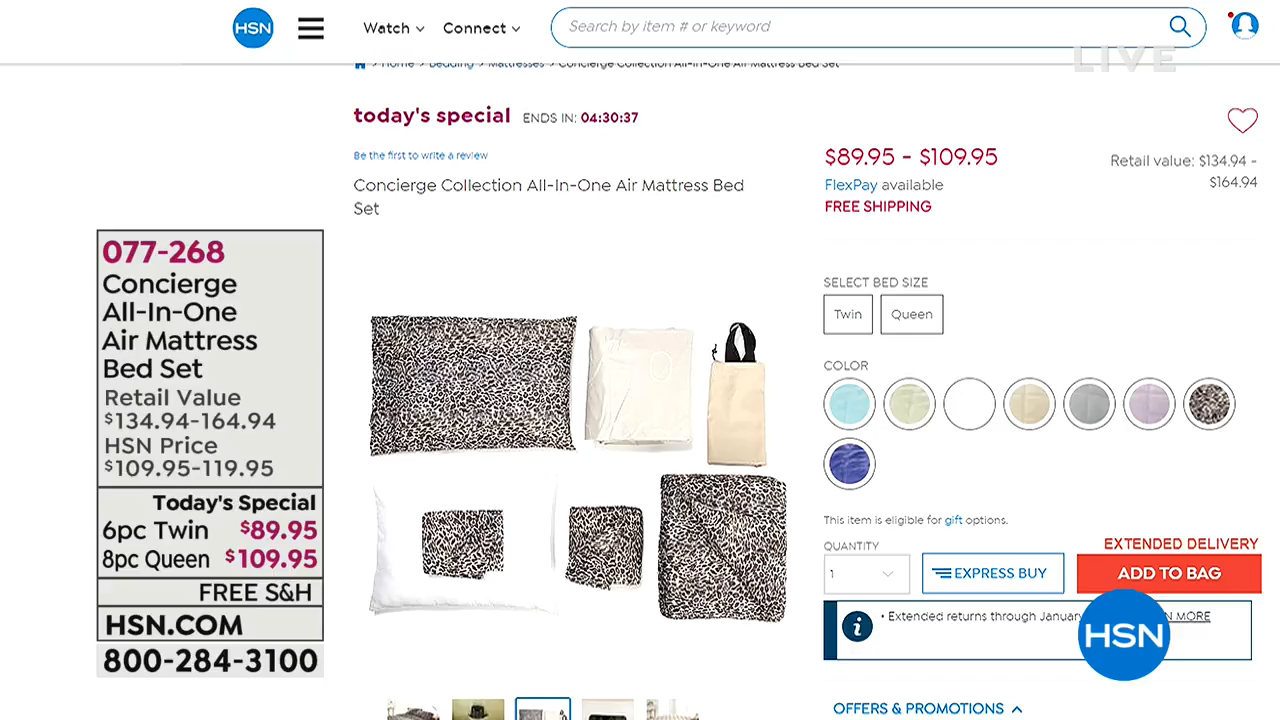 HSN
Watch
Connect
Search by item # or keyword
LIVE
Home > Bedding > Mattresses > Concierge Collection All-In-One Air Mattress Bed Set
today's special ENDS IN: 04:30:37
Be the first to write a review
$89.95 - $109.95
Retail value: $134.94 -
$164.94
FlexPay available
FREE SHIPPING
Concierge Collection All-In-One Air Mattress Bed
Set
077-268
Concierge
All-In-One
Air Mattress
Bed Set
Retail Value
$134.94-164.94
HSN Price
$109.95-119.95
Today's Special
6pc Twin $89.95
8pc Queen $109.95
FREE S&H
HSN.COM
800-284-3100
SELECT BED SIZE
Twin
Queen
COLOR
This item is eligible for gift options.
QUANTITY
EXTENDED DELIVERY
1
EXPRESS BUY
ADD TO BAG
• Extended returns through January
MORE
HSN
OFFERS & PROMOTIONS